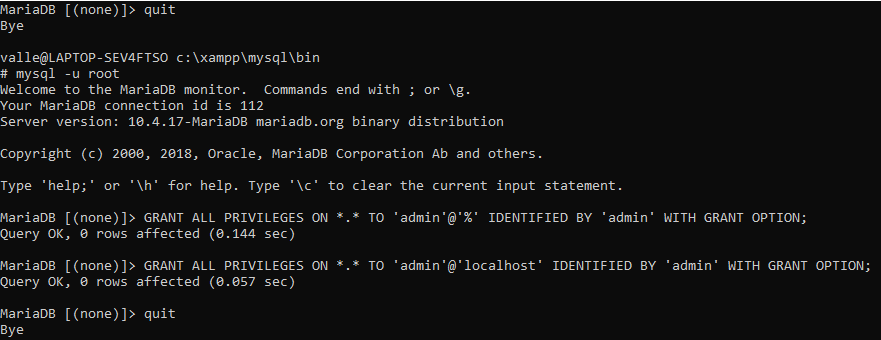 MariaDB [(none)]> quit
Bye
valle@LAPTOP-SEV4FTSO c:\xampp\mysql\bin
# mysql -u root
Welcome to the MariaDB monitor.  Commands end with ; or \g.
Your MariaDB connection id is 112
Server version: 10.4.17-MariaDB mariadb.org binary distribution
Copyright (c) 2000, 2018, Oracle, MariaDB Corporation Ab and others.
Type 'help;' or '\h' for help. Type '\c' to clear the current input statement.
MariaDB [(none)]> GRANT ALL PRIVILEGES ON *.* TO 'admin'@'%' IDENTIFIED BY 'admin' WITH GRANT OPTION;
Query OK, 0 rows affected (0.144 sec)
MariaDB [(none)]> GRANT ALL PRIVILEGES ON *.* TO 'admin'@'localhost' IDENTIFIED BY 'admin' WITH GRANT OPTION;
Query OK, 0 rows affected (0.057 sec)
MariaDB [(none)]> quit
Bye